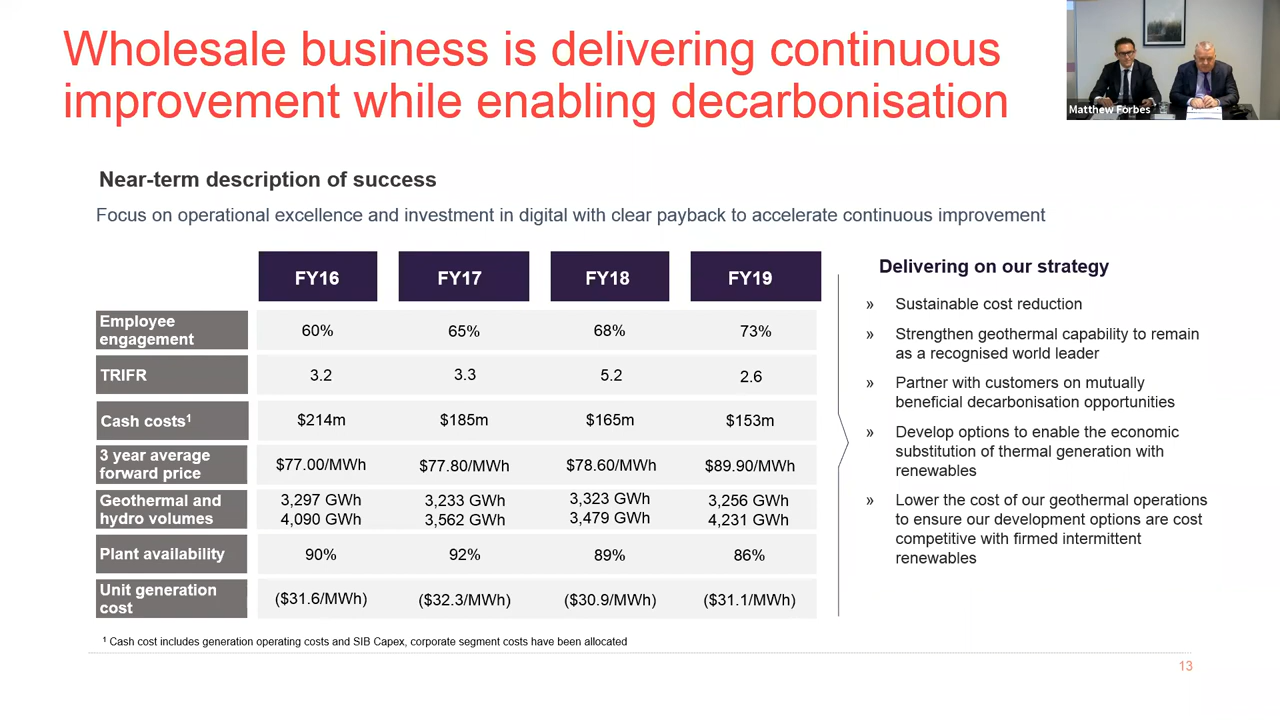 Wholesale business is delivering continuous
improvement while enabling decarbonisation
Matthew Forbes
Near-term description of success
Focus on operational excellence and investment in digital with clear payback to accelerate continuous improvement
FY16 FY17 FY18 FY19
Employee
engagement
60% 65% 68% 73%
TRIFR 3.2 3.3 5.2 2.6
Cash costs¹ $214m $185m $165m $153m
3 year average
forward price
$77.00/MWh $77.80/MWh $78.60/MWh $89.90/MWh
Geothermal and
hydro volumes
3,297 GWh 3,233 GWh 3,323 GWh 3,256 GWh
4,090 GWh 3,562 GWh 3,479 GWh 4,231 GWh
Plant availability 90% 92% 89% 86%
Unit generation
cost
($31.6/MWh) ($32.3/MWh) ($30.9/MWh) ($31.1/MWh)
Delivering on our strategy
» Sustainable cost reduction
» Strengthen geothermal capability to remain
as a recognised world leader
» Partner with customers on mutually
beneficial decarbonisation opportunities
» Develop options to enable the economic
substitution of thermal generation with
renewables
» Lower the cost of our geothermal operations
to ensure our development options are cost
competitive with firmed intermittent
renewables
¹ Cash cost includes generation operating costs and SIB Capex, corporate segment costs have been allocated
13